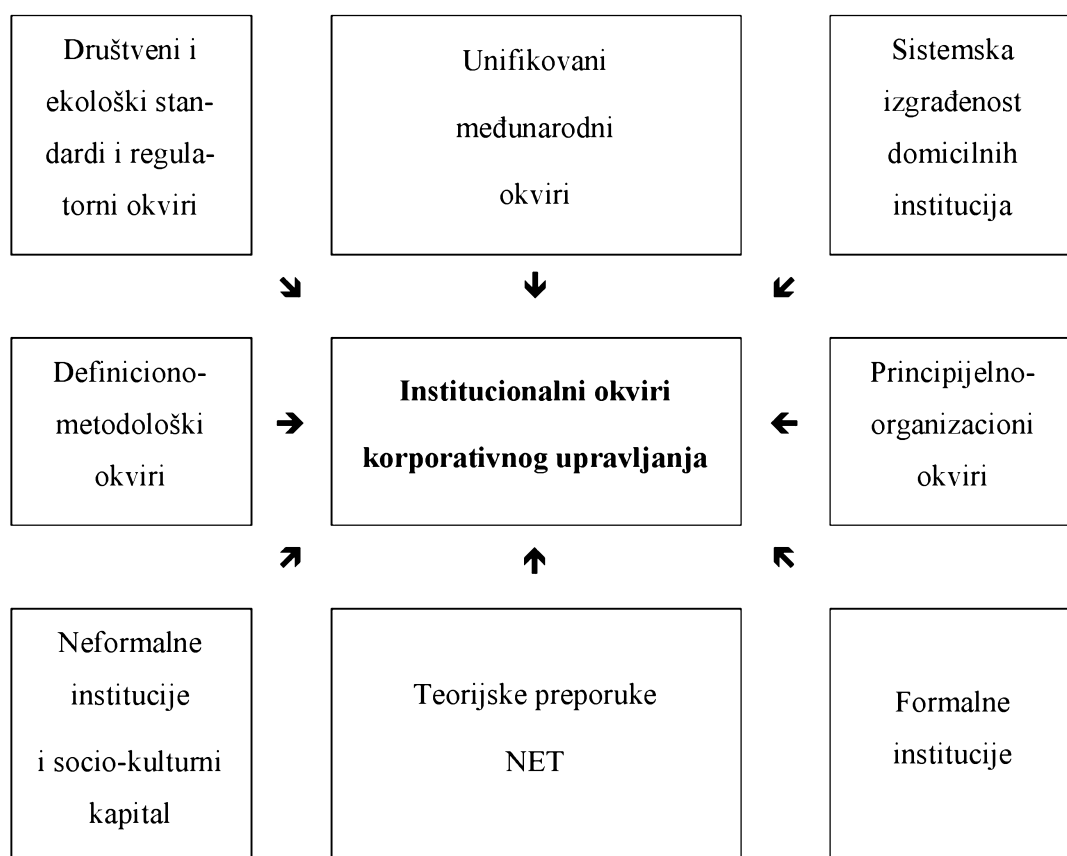 Društveni i
ekološki stan-
dardi i regula-
torni okviri
Unifikovani
međunarodni
okviri
Sistemska
izgrađenost
domicilnih
institucija
Definiciono-
metodološki
okviri
Institucionalni okviri
korporativnog upravljanja
Principijelno-
organizacioni
okviri
Neformalne
institucije
i socio-kulturni
kapital
Teorijske preporuke
NET
Formalne
institucije